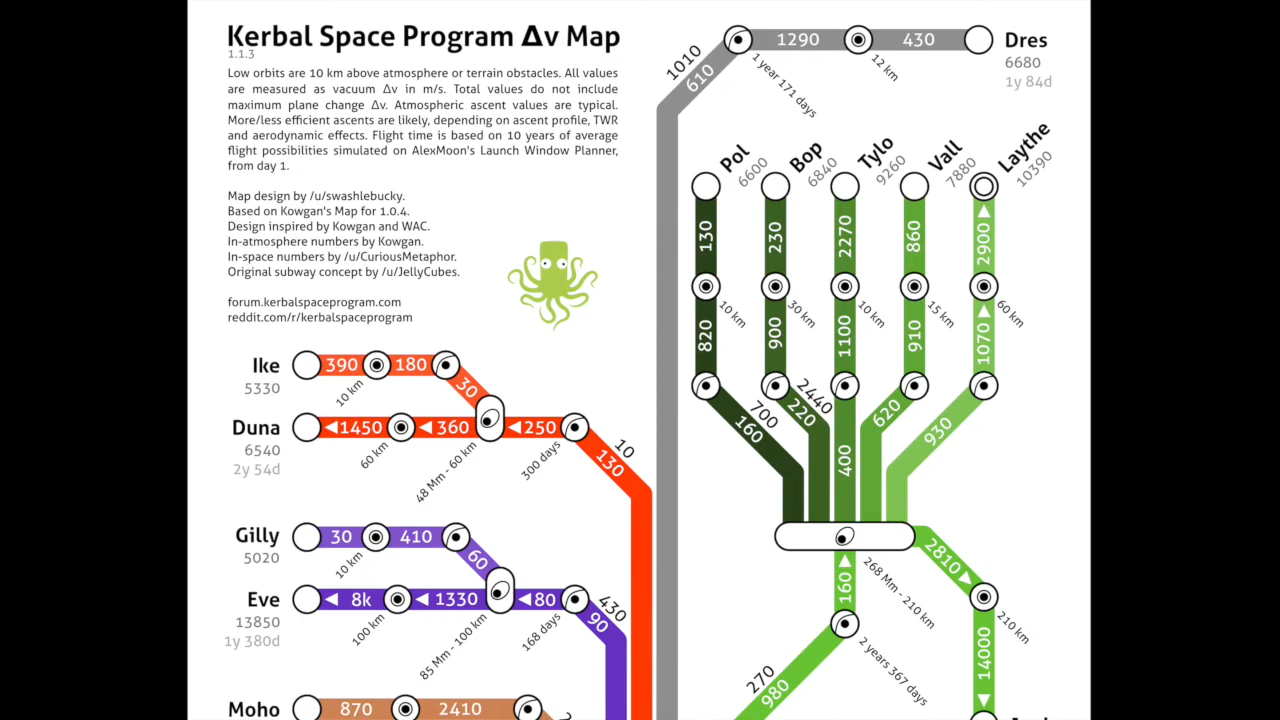 Kerbal Space Program Δv Map
1.1.3
Low orbits are 10 km above atmosphere or terrain obstacles. All values
are measured as vacuum Δv in m/s. Total values do not include
maximum plane change Δv. Atmospheric ascent values are typical.
More/less efficient ascents are likely, depending on ascent profile, TWR
and aerodynamic effects. Flight time is based on 10 years of average
flight possibilities simulated on AlexMoon's Launch Window Planner,
from day 1.
Map design by /u/swashlebucky.
Based on Kowgan's Map for 1.0.4.
Design inspired by Kowgan and WAC.
In-atmosphere numbers by Kowgan.
In-space numbers by /u/CuriousMetaphor.
Original subway concept by /u/JellyCubes.
forum.kerbalspaceprogram.com
reddit.com/r/kerbalspaceprogram
1010
610
1290
430
Dres
6680
1y 84d
1 year 171 days
12 km
Pol
6600
Bop
6840
Tylo
9260
Vall
7880
Laythe
10390
130
230
2270
860
2900
10 km
30 km
10 km
15 km
60 km
820
900
1100
910
1070
700
160
2440
220
400
620
930
268 Mm - 210 km
2810
210 km
160
14000
2 years 367 days
270
980
Ike
5330
390
180
30
10 km
Duna
6540
2y 54d
1450
360
250
10
130
60 km
48 Mm - 60 km
300 days
Gilly
5020
30
410
60
10 km
Eve
13850
1y 380d
8k
1330
80
430
90
100 km
85 Mm - 100 km
168 days
Moho
870
2410